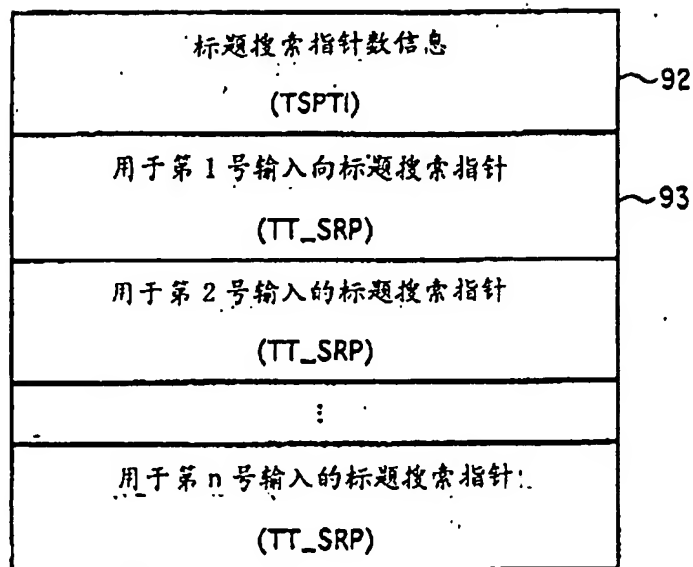 标题搜索指针数信息
(TSPTI)
92
用于第1号输入向标题搜索指针
(TT_SRP)
93
用于第2号输入的标题搜索指针
(TT_SRP)
⋮
用于第n号输入的标题搜索指针
(TT_SRP)